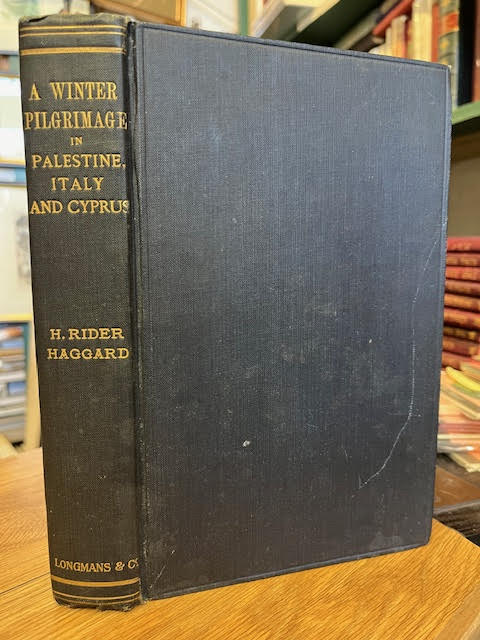 A WINTER
PILGRIMAGE
IN
PALESTINE,
ITALY
AND CYPRUS
H. RIDER
HAGGARD
LONGMANS & Co.